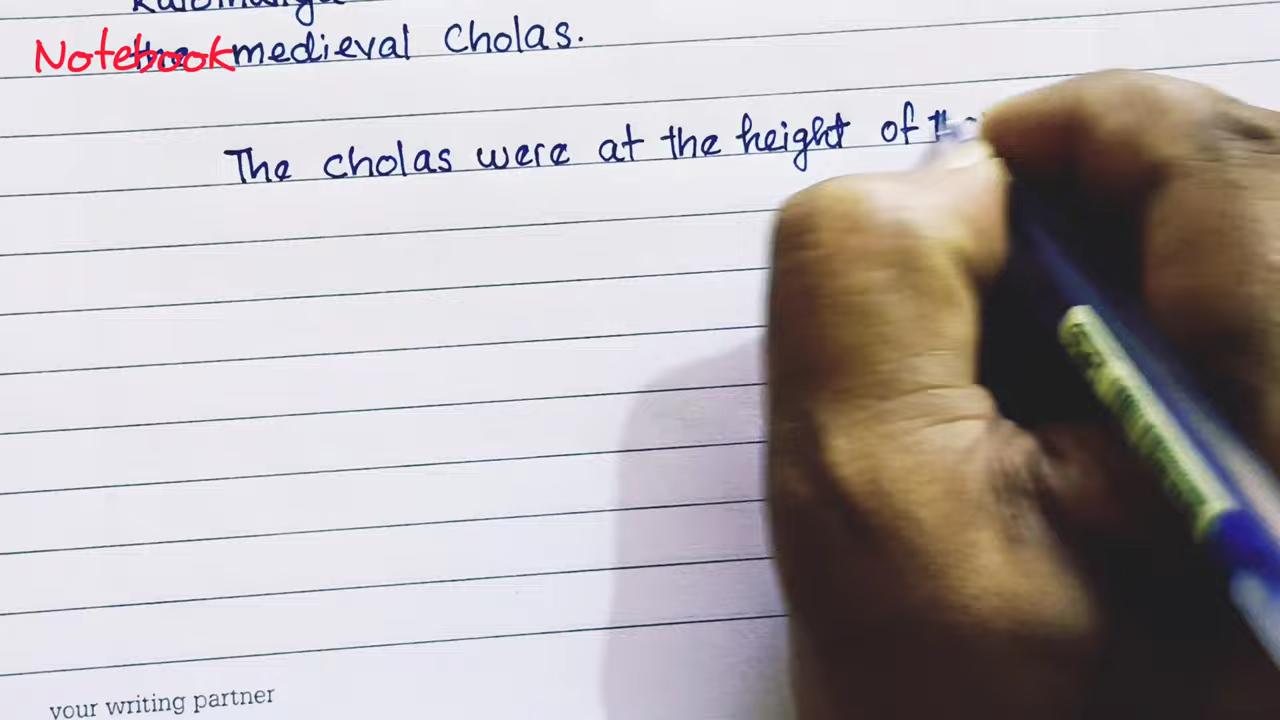 Notebook medieval Cholas.
The cholas were at the height of
your writing partner